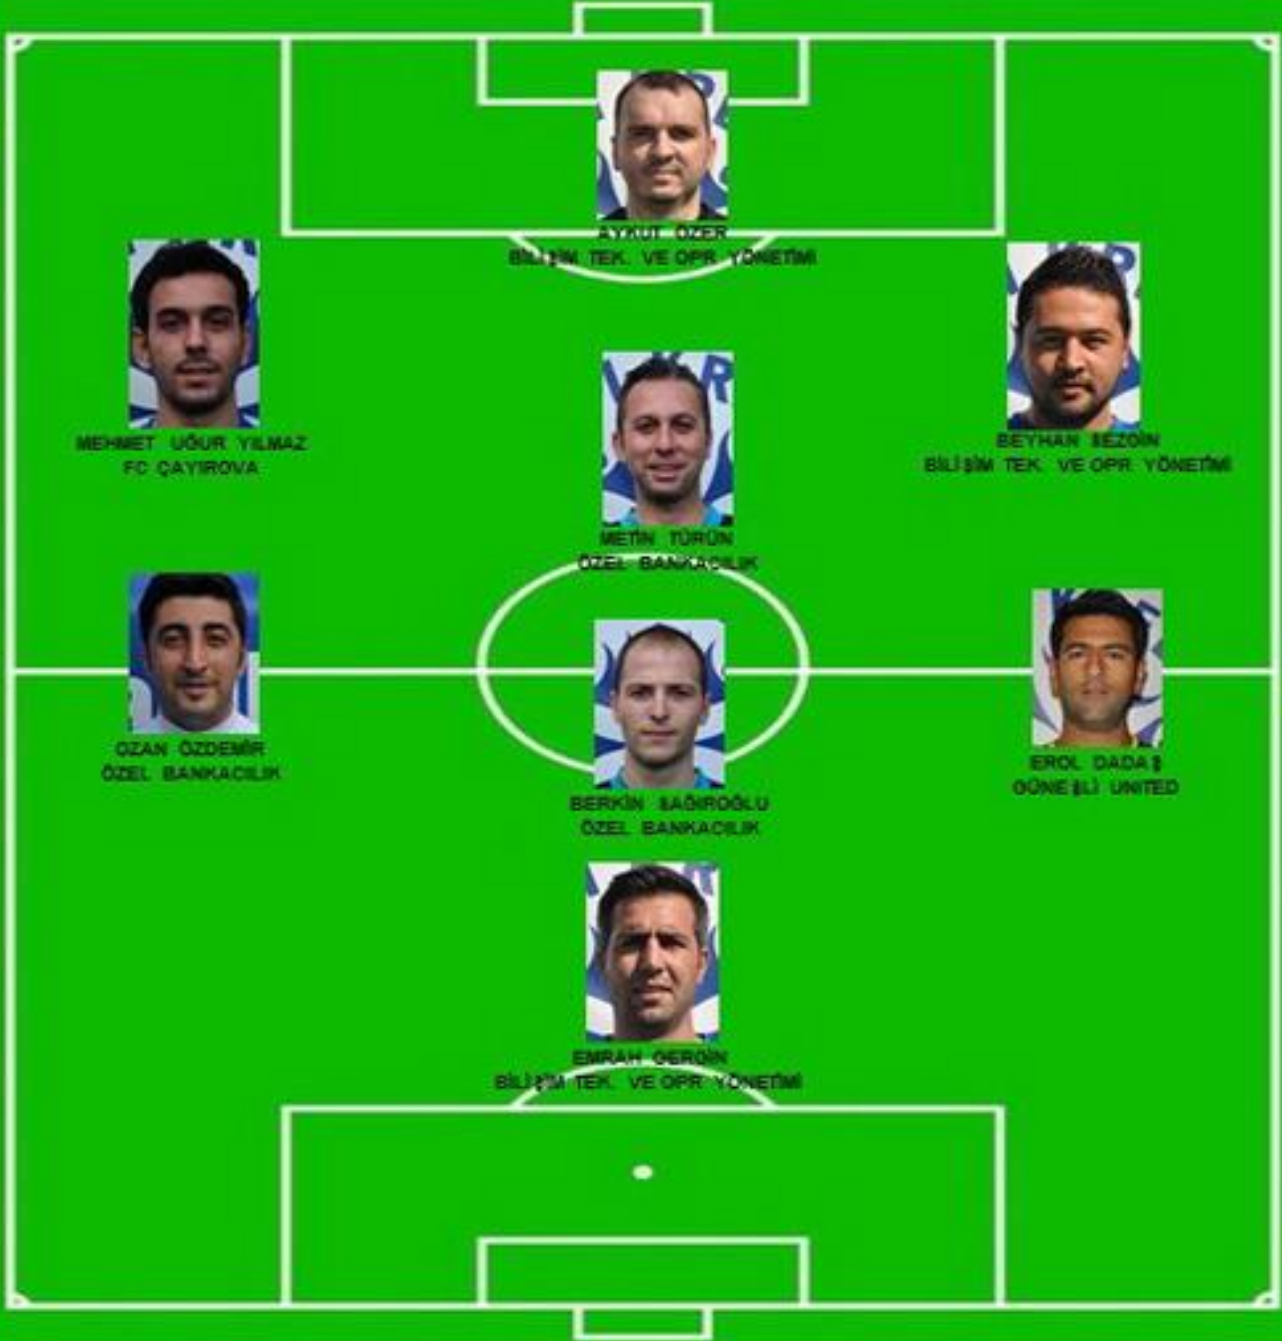 AYKUT ÖZER
BİLİŞİM TEK. VE OPR YÖNETİMİ
MEHMET UĞUR YILMAZ
FC ÇAYIROVA
BEYHAN SEZGİN
BİLİŞİM TEK. VE OPR YÖNETİMİ
METİN TÜRÜN
ÖZEL BANKACILIK
OZAN ÖZDEMİR
ÖZEL BANKACILIK
BERKİN SAĞIROĞLU
ÖZEL BANKACILIK
EROL DADAŞ
GÜNEŞLİ UNITED
EMRAH GERGİN
BİLİŞİM TEK. VE OPR YÖNETİMİ